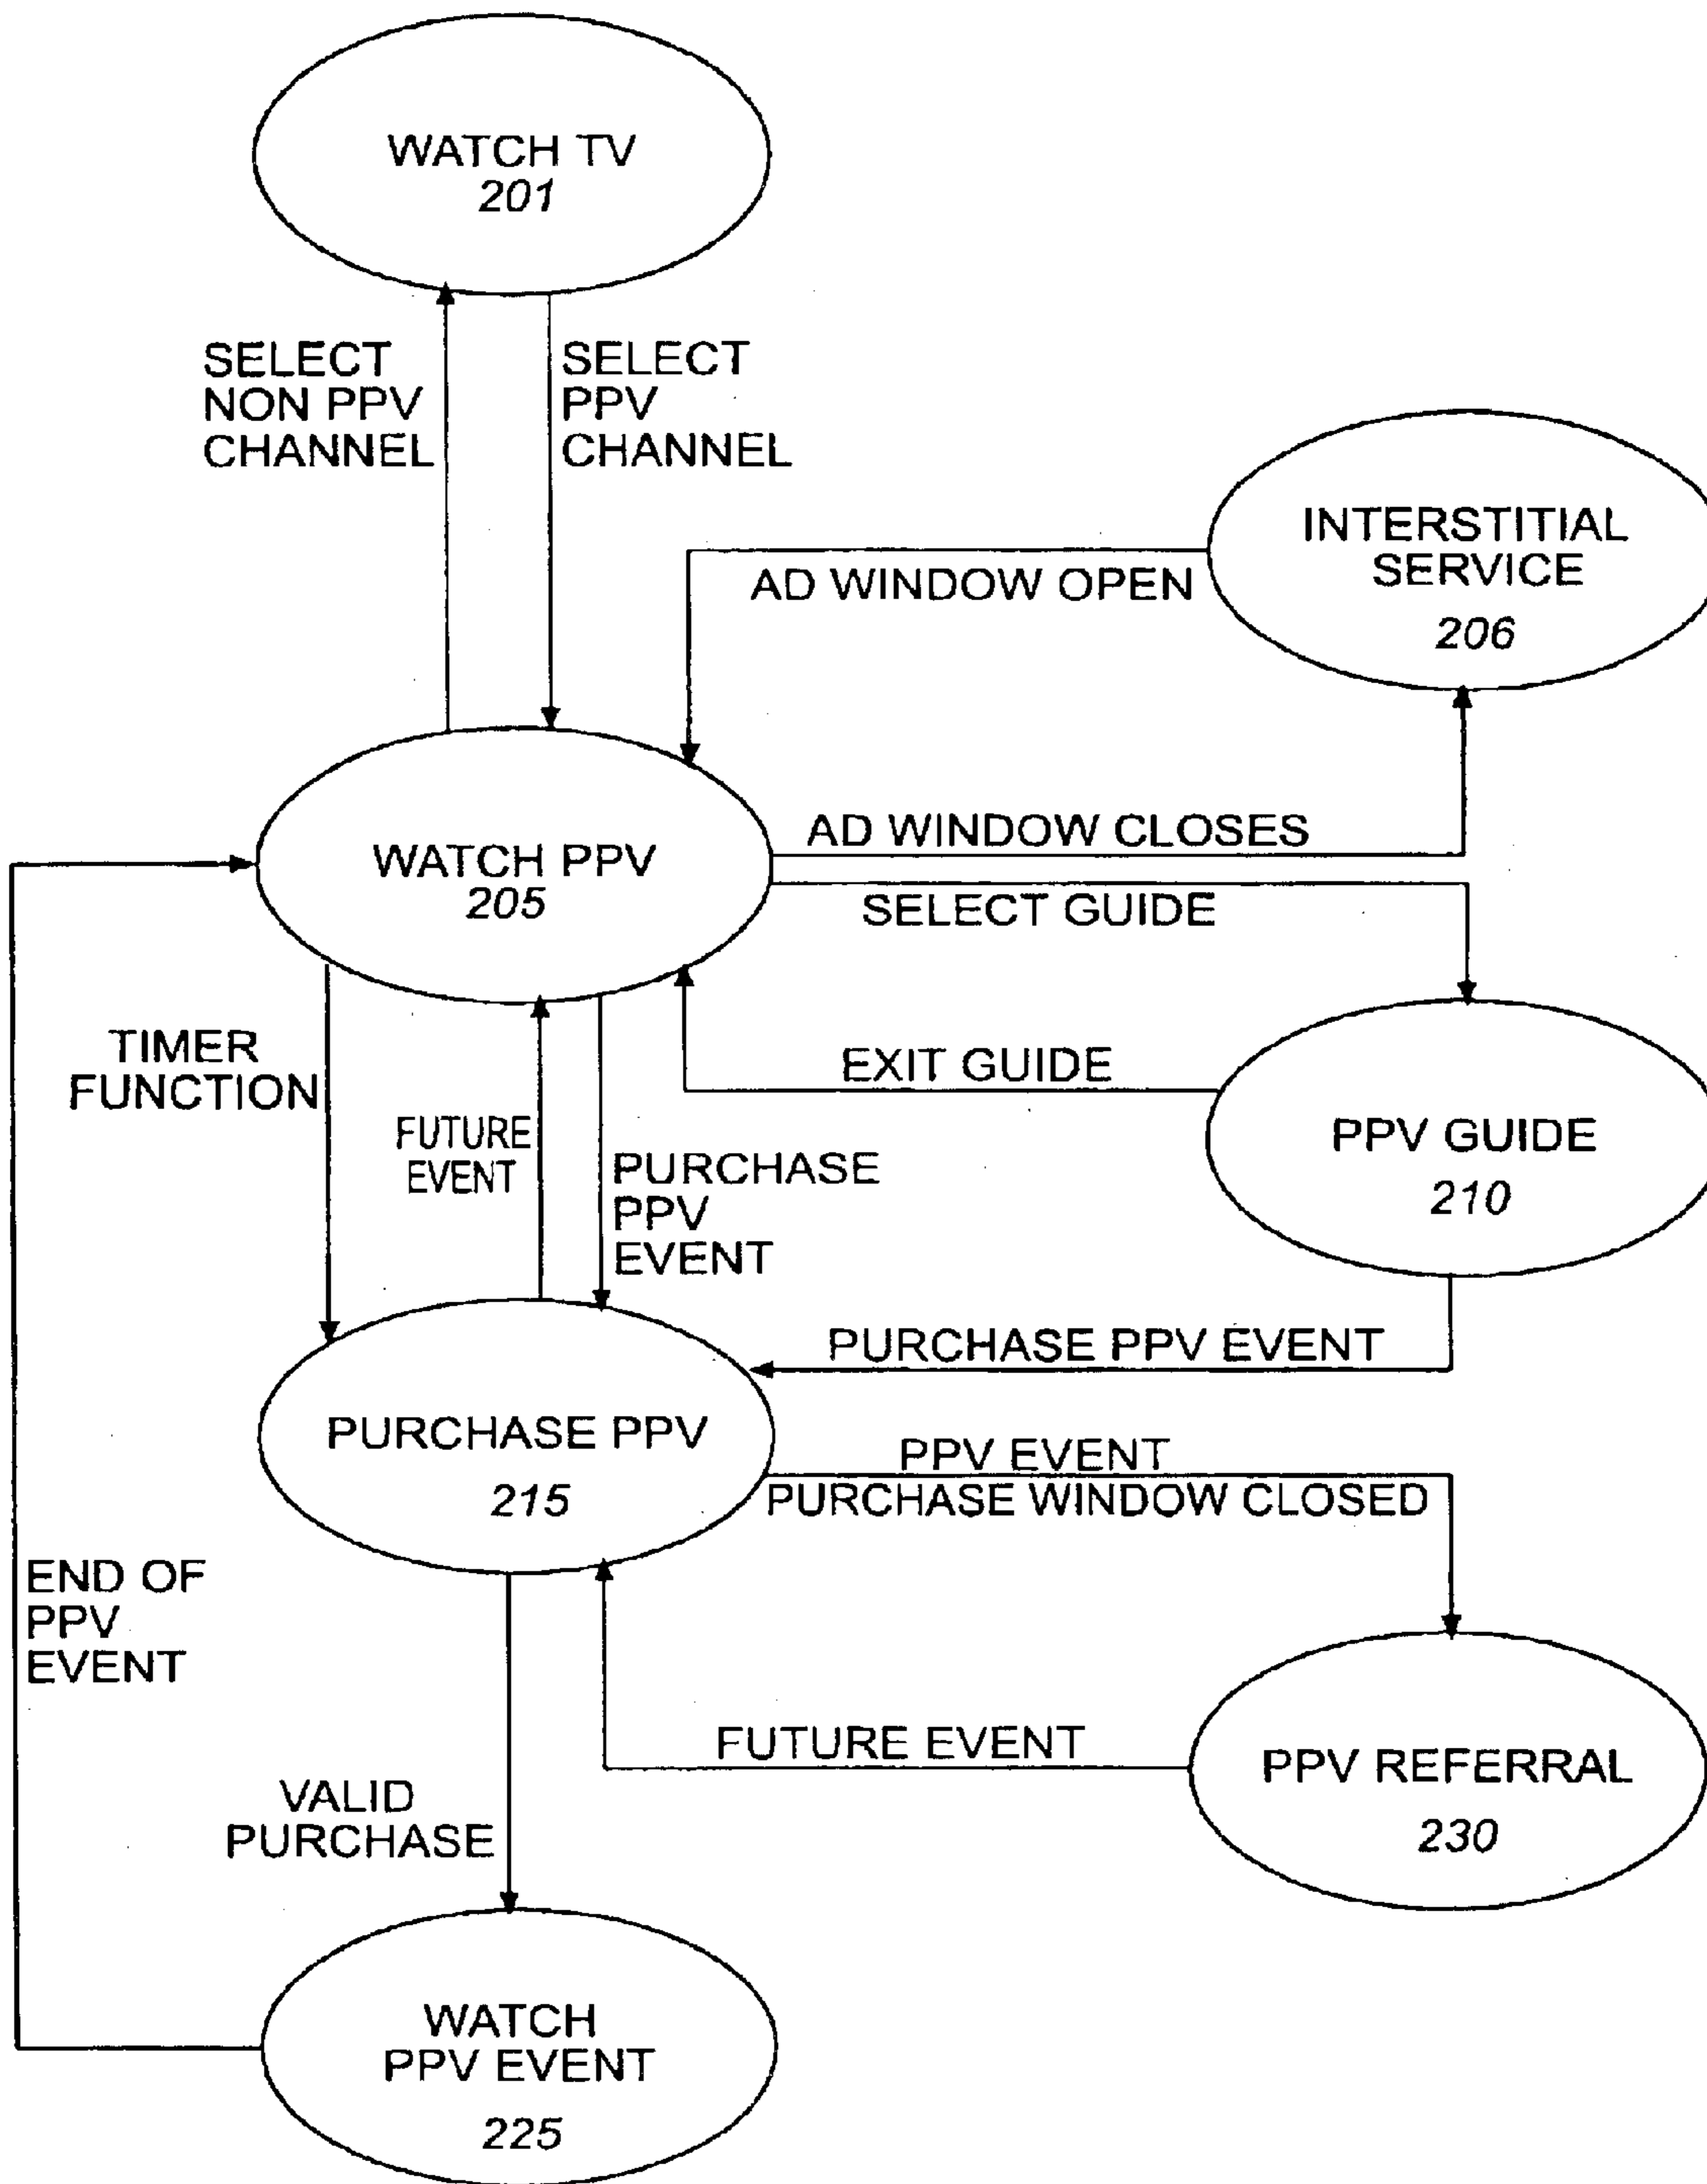 WATCH TV
201
SELECT
NON PPV
CHANNEL
SELECT
PPV
CHANNEL
INTERSTITIAL
SERVICE
206
AD WINDOW OPEN
AD WINDOW CLOSES
WATCH PPV
205
SELECT GUIDE
TIMER
FUNCTION
FUTURE
EVENT
PURCHASE
PPV
EVENT
EXIT GUIDE
PPV GUIDE
210
PURCHASE PPV EVENT
PURCHASE PPV
215
PPV EVENT
PURCHASE WINDOW CLOSED
END OF
PPV
EVENT
VALID
PURCHASE
FUTURE EVENT
PPV REFERRAL
230
WATCH
PPV EVENT
225